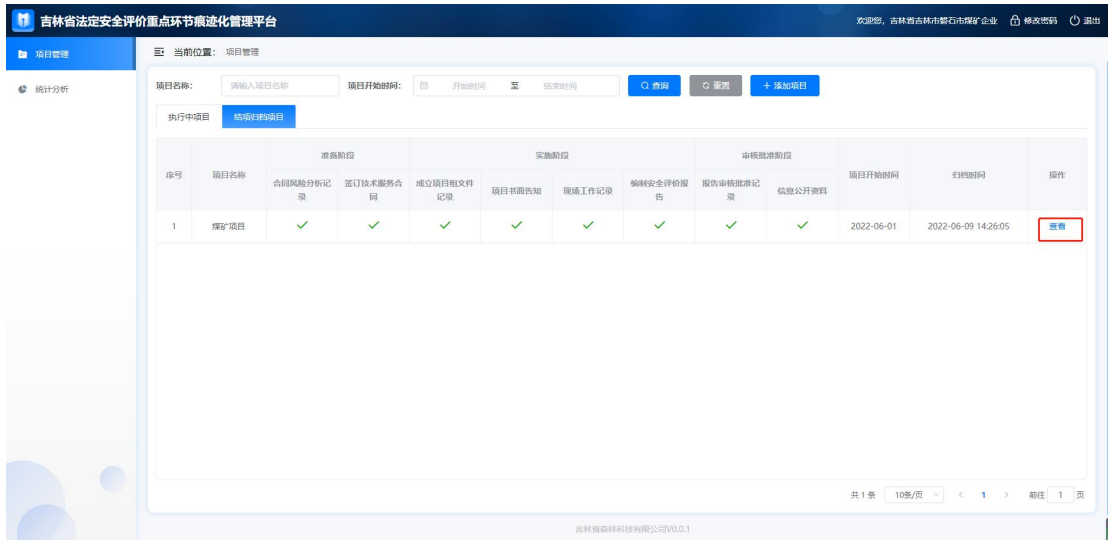 吉林省法定安全评价重点环节痕迹化管理平台
欢迎您，吉林省吉林市磐石市煤矿企业 修改密码 退出
项目管理
统计分析
当前位置： 项目管理
项目名称： 请输入项目名称 项目开始时间： 开始时间 至 结束时间 查询 重置 + 添加项目
执行中项目 结项归档项目
序号 项目名称 准备阶段 实施阶段 审核批准阶段 项目开始时间 归档时间 操作
合同风险分析记录 签订技术服务合同 成立项目组文件记录 项目书面告知 现场工作记录 编制安全评价报告 报告审核批准记录 信息公开资料
1 煤矿项目 ✓ ✓ ✓ ✓ ✓ ✓ ✓ ✓ 2022-06-01 2022-06-09 14:26:05 查看
共 1 条 10条/页 < 1 > 前往 1 页
吉林省森祥科技有限公司V0.0.1